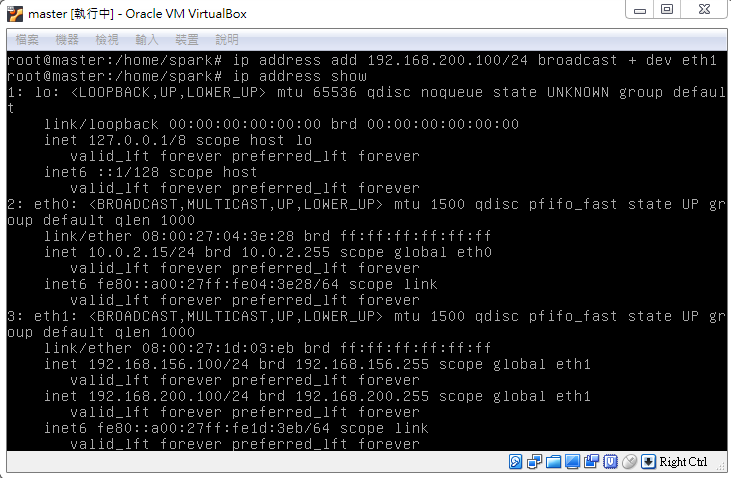 master [執行中] - Oracle VM VirtualBox
檔案 機器 檢視 輸入 裝置 說明
root@master:/home/spark# ip address add 192.168.200.100/24 broadcast + dev eth1
root@master:/home/spark# ip address show
1: lo: <LOOPBACK,UP,LOWER_UP> mtu 65536 qdisc noqueue state UNKNOWN group defaul
t
link/loopback 00:00:00:00:00:00 brd 00:00:00:00:00:00
inet 127.0.0.1/8 scope host lo
valid_lft forever preferred_lft forever
inet6 ::1/128 scope host
valid_lft forever preferred_lft forever
2: eth0: <BROADCAST,MULTICAST,UP,LOWER_UP> mtu 1500 qdisc pfifo_fast state UP gr
oup default qlen 1000
link/ether 08:00:27:04:3e:28 brd ff:ff:ff:ff:ff:ff
inet 10.0.2.15/24 brd 10.0.2.255 scope global eth0
valid_lft forever preferred_lft forever
inet6 fe80::a00:27ff:fe04:3e28/64 scope link
valid_lft forever preferred_lft forever
3: eth1: <BROADCAST,MULTICAST,UP,LOWER_UP> mtu 1500 qdisc pfifo_fast state UP gr
oup default qlen 1000
link/ether 08:00:27:1d:03:eb brd ff:ff:ff:ff:ff:ff
inet 192.168.156.100/24 brd 192.168.156.255 scope global eth1
valid_lft forever preferred_lft forever
inet 192.168.200.100/24 brd 192.168.200.255 scope global eth1
valid_lft forever preferred_lft forever
inet6 fe80::a00:27ff:fe1d:3eb/64 scope link
valid_lft forever preferred_lft forever
Right Ctrl